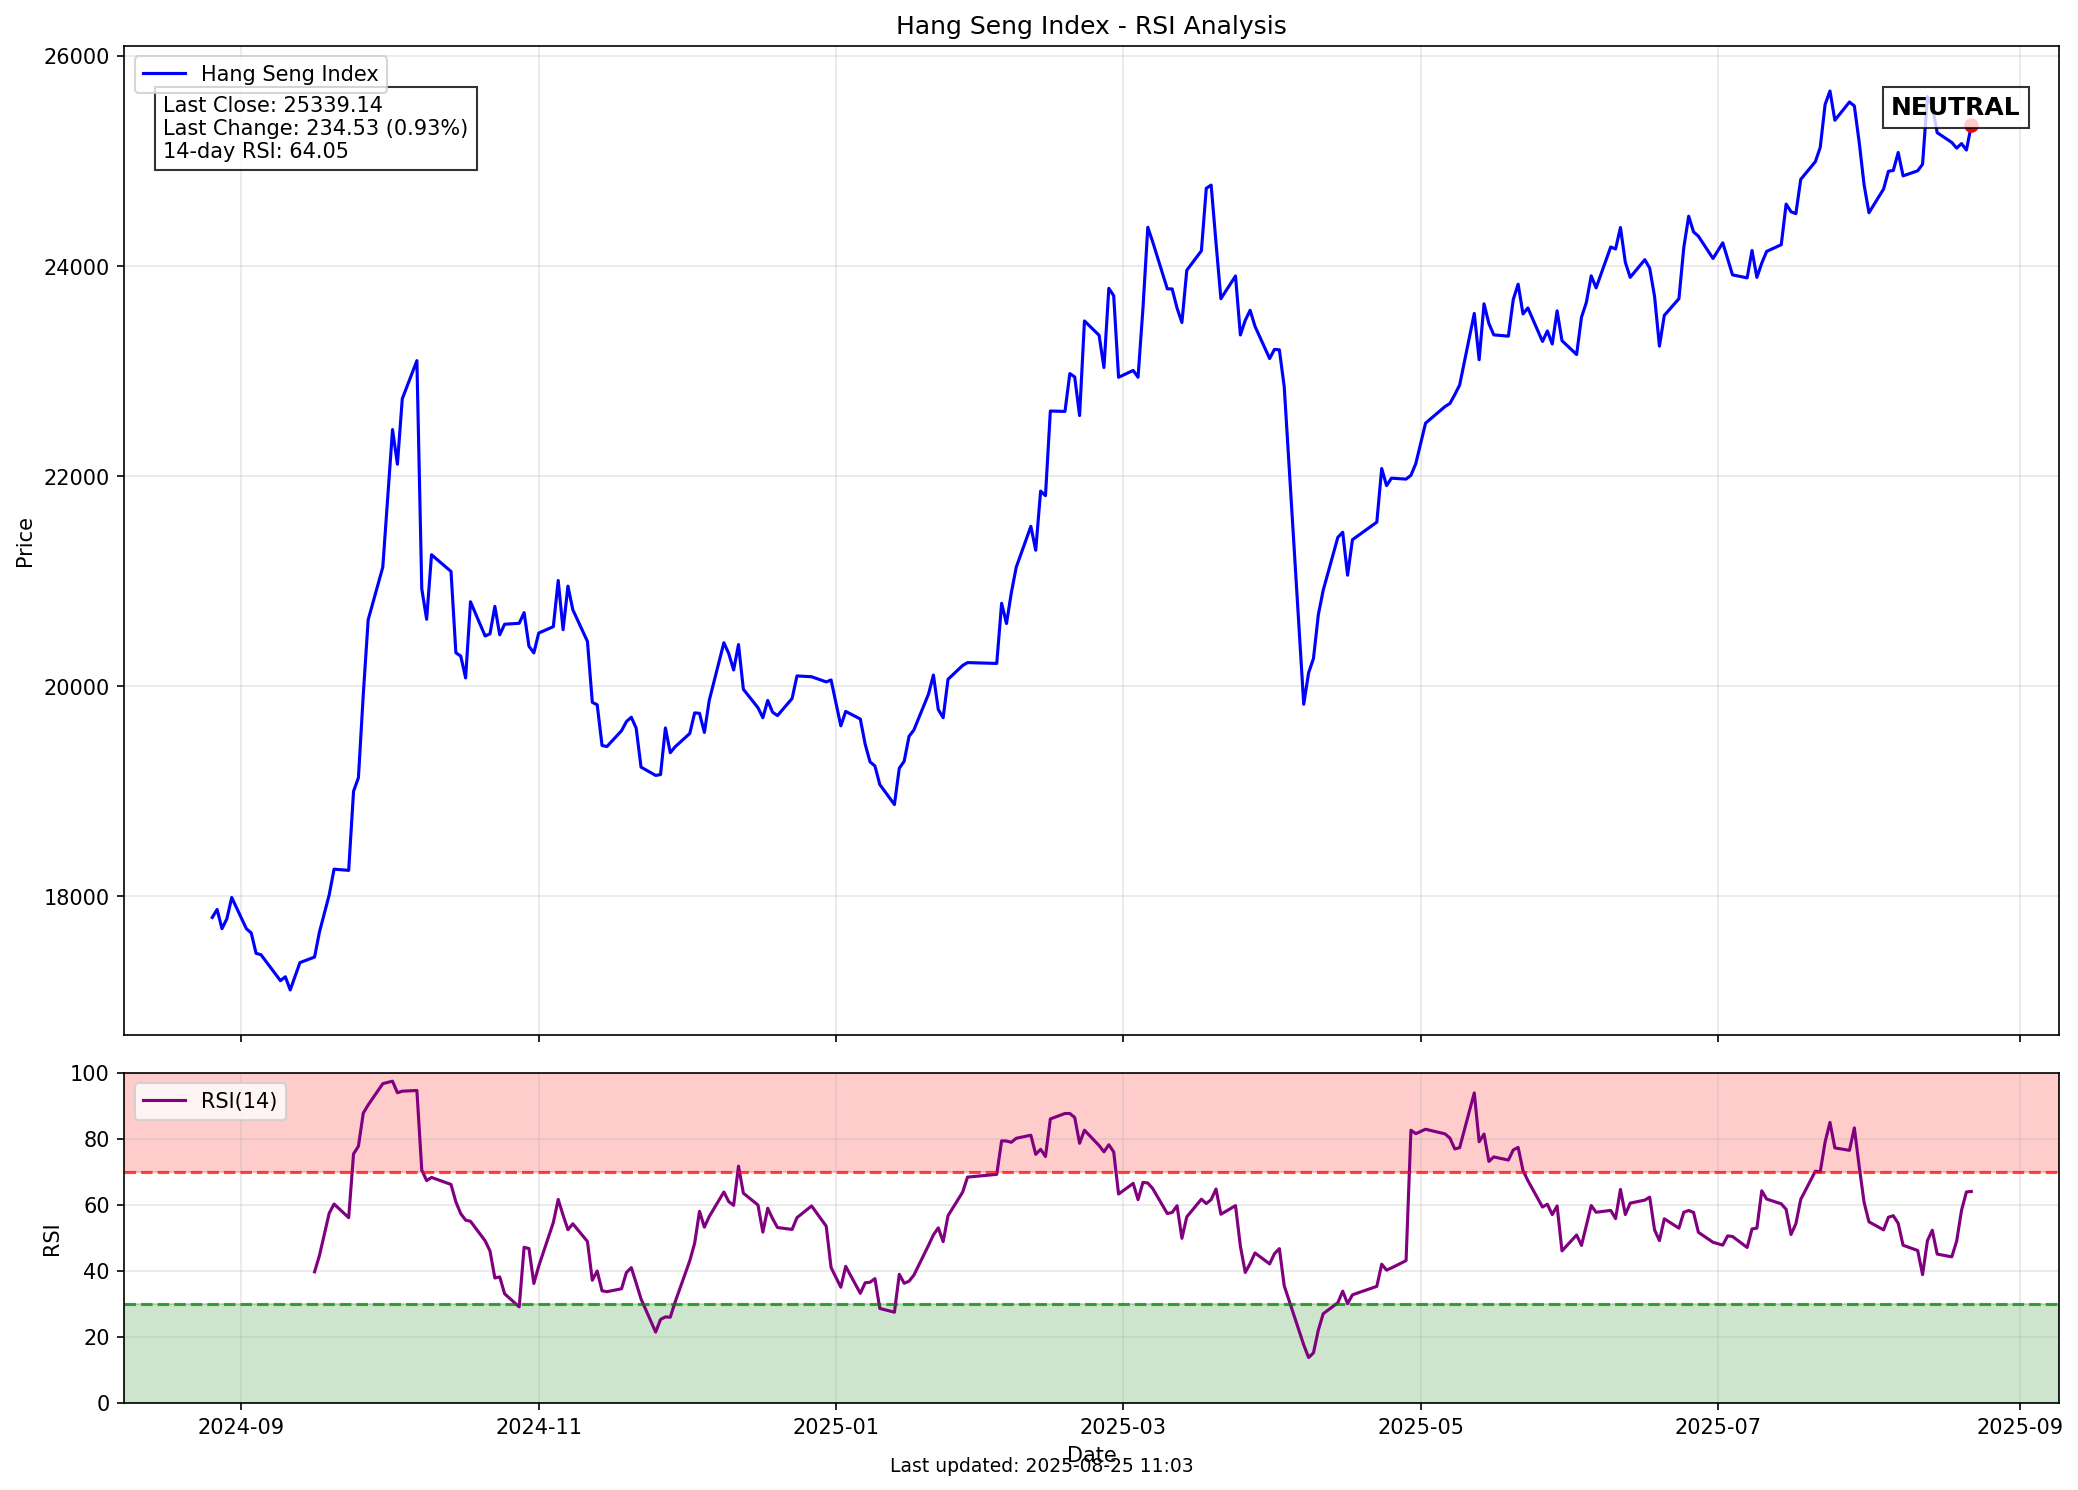 Hang Seng Index - RSI Analysis
26000
24000
22000
20000
18000
Price
Hang Seng Index
Last Close: 25339.14
Last Change: 234.53 (0.93%)
14-day RSI: 64.05
NEUTRAL
100
80
60
40
20
0
RSI
RSI(14)
2024-09
2024-11
2025-01
2025-03
2025-05
2025-07
2025-09
Date
Last updated: 2025-08-25 11:03